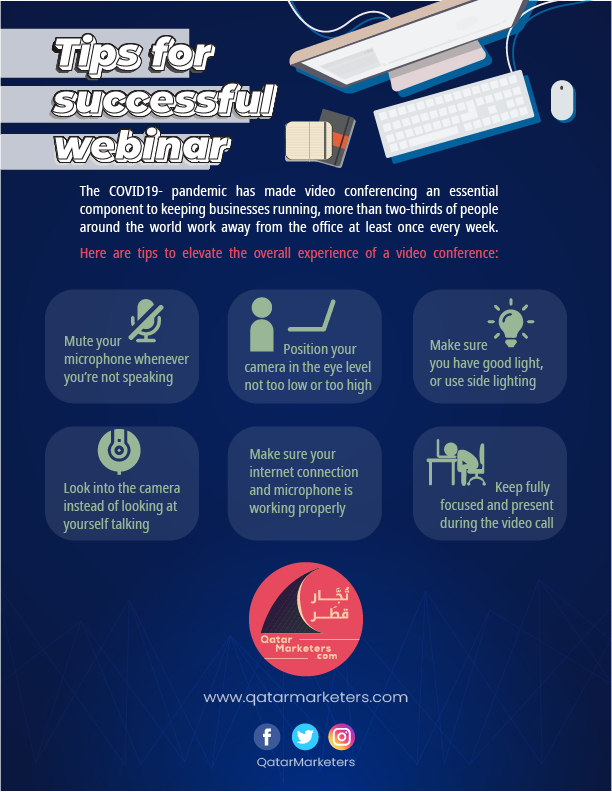 Tips for
successful
webinar
The COVID19- pandemic has made video conferencing an essential
component to keeping businesses running, more than two-thirds of people
around the world work away from the office at least once every week.
Here are tips to elevate the overall experience of a video conference:
Mute your
microphone whenever
you're not speaking
Position your
camera in the eye level
not too low or too high
Make sure
you have good light,
or use side lighting
Look into the camera
instead of looking at
yourself talking
Make sure your
internet connection
and microphone is
working properly
Keep fully
focused and present
during the video call
تجّار
قطر
Qatar
Marketers
com
www.qatarmarketers.com
QatarMarketers